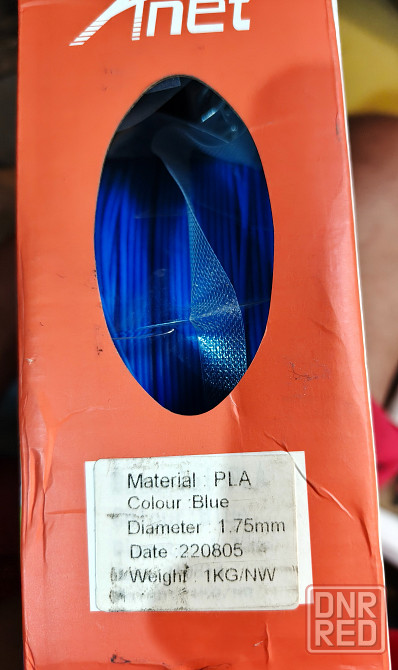 Anet
Material : PLA
Colour :Blue
Diameter : 1.75mm
Date :220805
Weight : 1KG/NW
DNR
RED